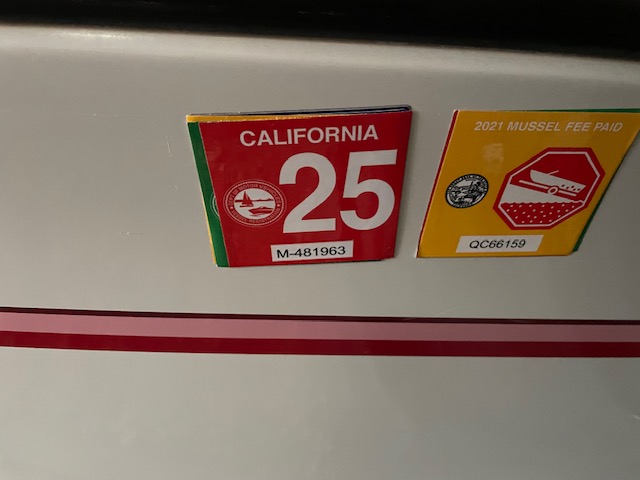 CALIFORNIA
25
M-481963
2021 MUSSEL FEE PAID
QC66159